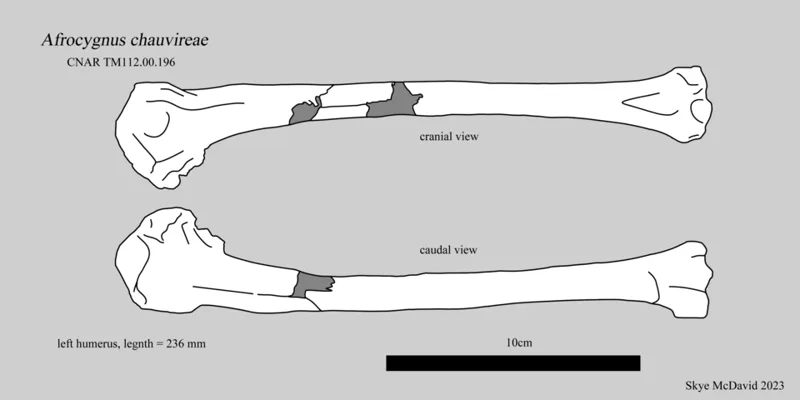 Afrocygnus chauvireae
CNAR TM112.00.196
cranial view
caudal view
left humerus, legnth = 236 mm
10cm
Skye McDavid 2023